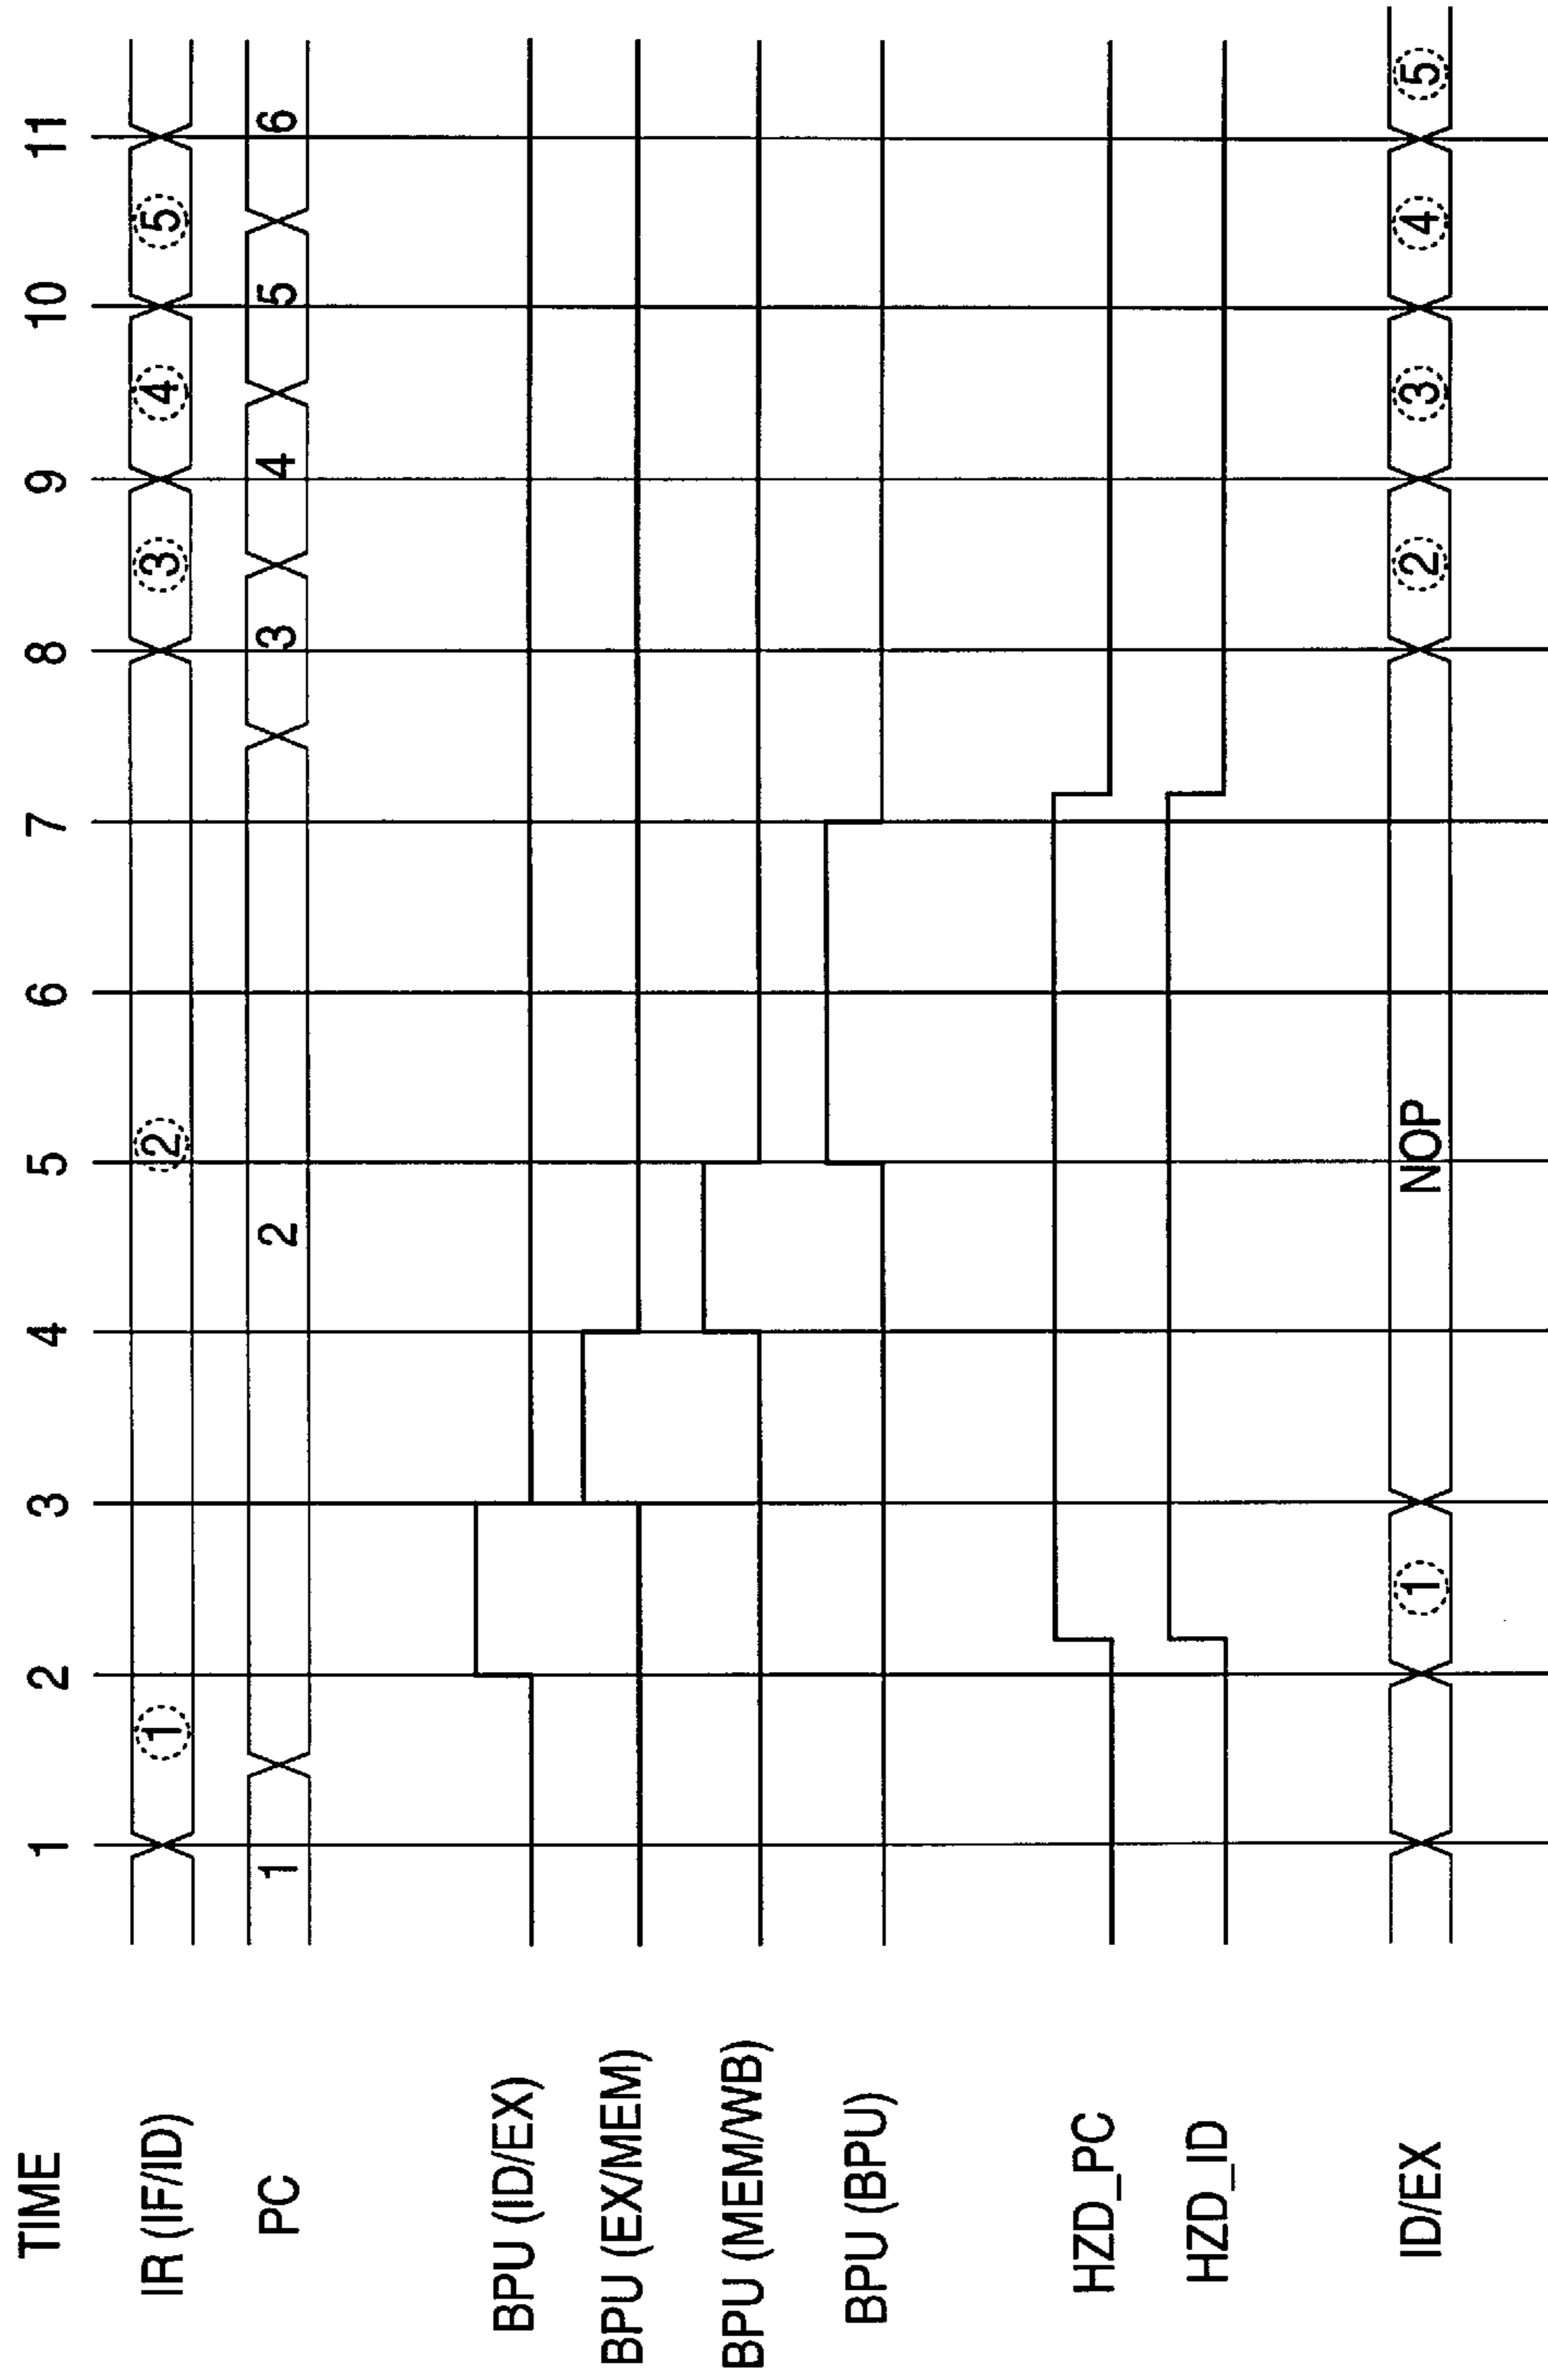 TIME 1 2 3 4 5 6 7 8 9 10 11
IR (IF/ID) ① ② ③ ④ ⑤
PC 1 2 3 4 5 6
BPU (ID/EX)
BPU (EX/MEM)
BPU (MEM/WB)
BPU (BPU)
HZD_PC
HZD_ID
ID/EX ① NOP ② ③ ④ ⑤